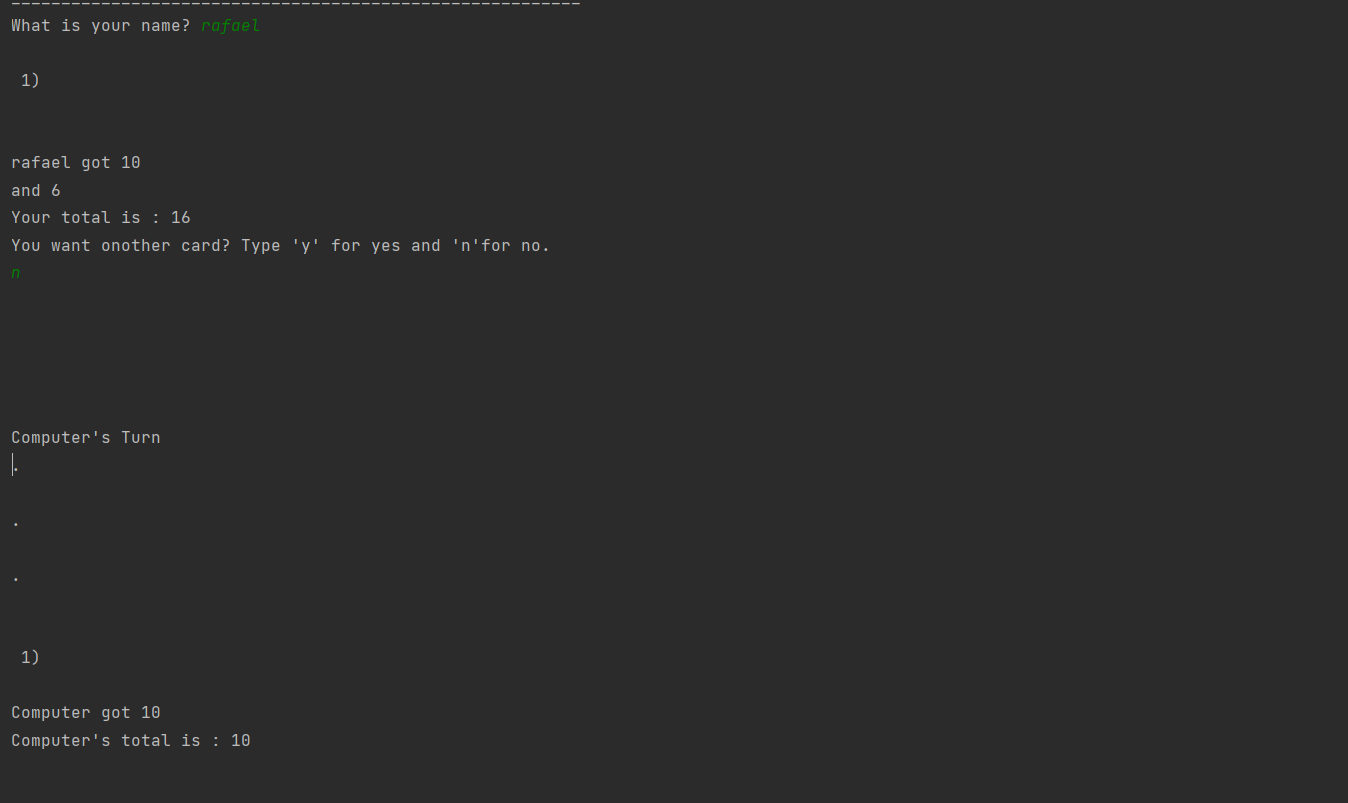 ---------------------------------------------------------
What is your name? rafael
1)
rafael got 10
and 6
Your total is : 16
You want onother card? Type 'y' for yes and 'n'for no.
n
Computer's Turn
.
.
.
1)
Computer got 10
Computer's total is : 10